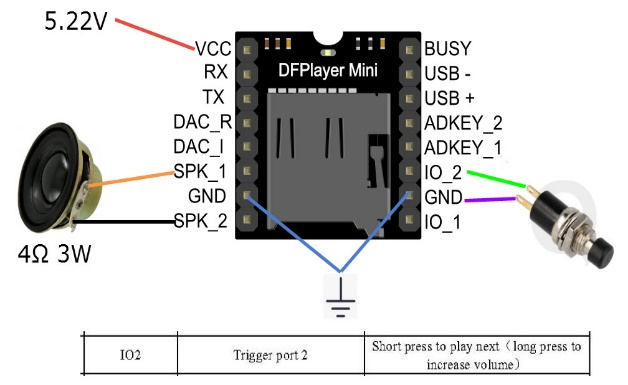 5.22V
VCC
RX
TX
DAC_R
DAC_I
SPK_1
GND
SPK_2
DFPlayer Mini
BUSY
USB -
USB +
ADKEY_2
ADKEY_1
IO_2
GND
IO_1
4Ω 3W
IO2 Trigger port 2 Short press to play next（long press to
increase volume）